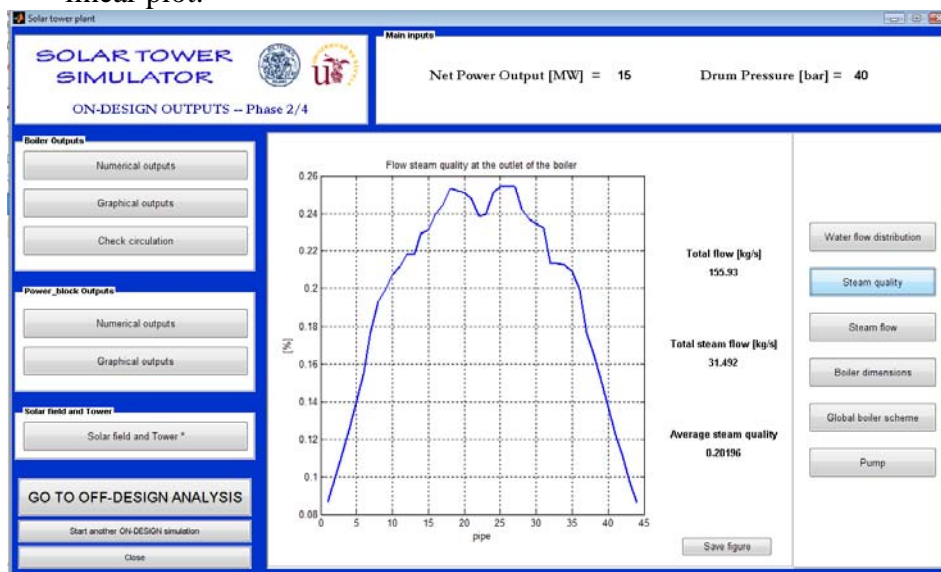 linear plot.
Solar tower plant
SOLAR TOWER
SIMULATOR
ON-DESIGN OUTPUTS -- Phase 2/4
Main inputs
Net Power Output [MW] = 15
Drum Pressure [bar] = 40
Boiler Outputs
Numerical outputs
Graphical outputs
Check circulation
Power_block Outputs
Numerical outputs
Graphical outputs
Solar field and Tower
Solar field and Tower *
GO TO OFF-DESIGN ANALYSIS
Start another ON-DESIGN simulation
Close
Flow steam quality at the outlet of the boiler
[%]
0.26
0.24
0.22
0.2
0.18
0.16
0.14
0.12
0.1
0.08
0 5 10 15 20 25 30 35 40 45
pipe
Total flow [kg/s]
155.93
Total steam flow [kg/s]
31.492
Average steam quality
0.20196
Save figure
Water flow distribution
Steam quality
Steam flow
Boiler dimensions
Global boiler scheme
Pump